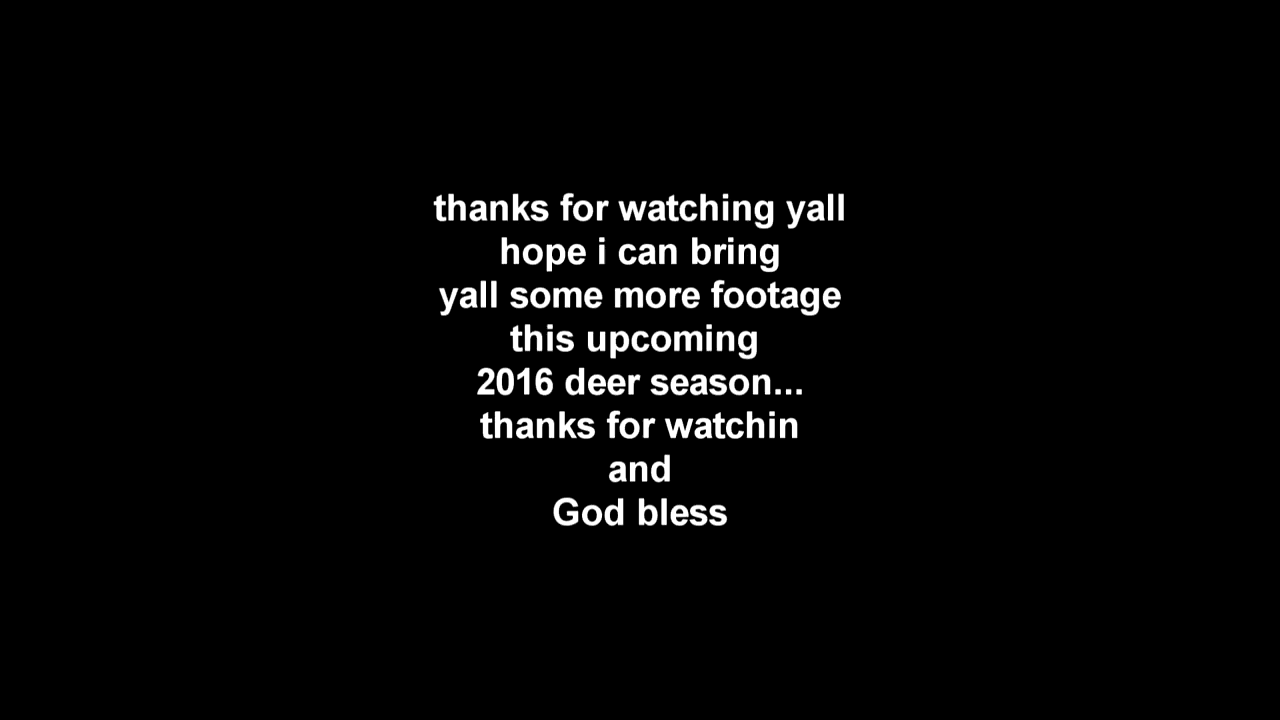 thanks for watching yall
hope i can bring
yall some more footage
this upcoming
2016 deer season...
thanks for watchin
and
God bless